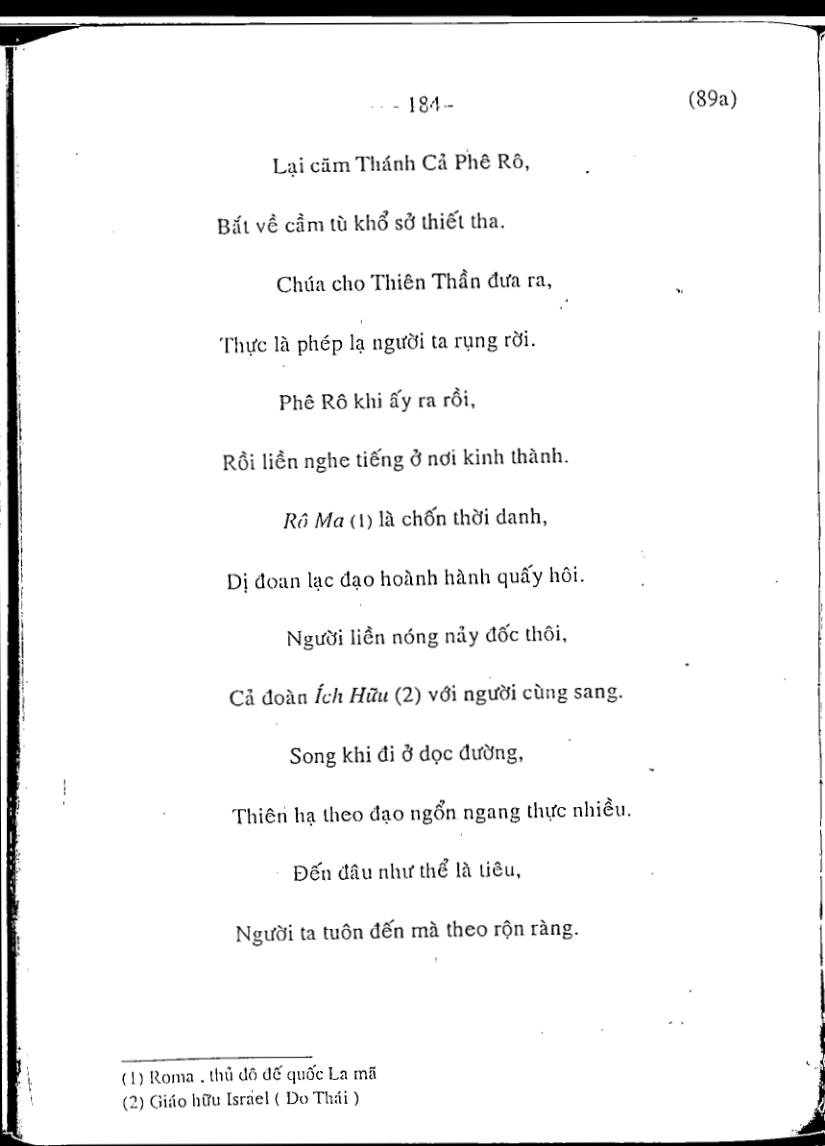 - 184 -
(89a)
Lại căm Thánh Cả Phê Rô,
Bắt về cầm tù khổ sở thiết tha.
Chúa cho Thiên Thần đưa ra,
Thực là phép lạ người ta rụng rời.
Phê Rô khi ấy ra rồi,
Rồi liền nghe tiếng ở nơi kinh thành.
Rô Ma (1) là chốn thời danh,
Dị đoan lạc đạo hoành hành quấy hôi.
Người liền nóng nảy đốc thôi,
Cả đoàn Ích Hữu (2) với người cùng sang.
Song khi đi ở dọc đường,
Thiên hạ theo đạo ngổn ngang thực nhiều.
Đến đâu như thể là tiêu,
Người ta tuôn đến mà theo rộn ràng.
(1) Roma . thủ dô đế quốc La mã
(2) Giáo hữu Israel ( Do Thái )